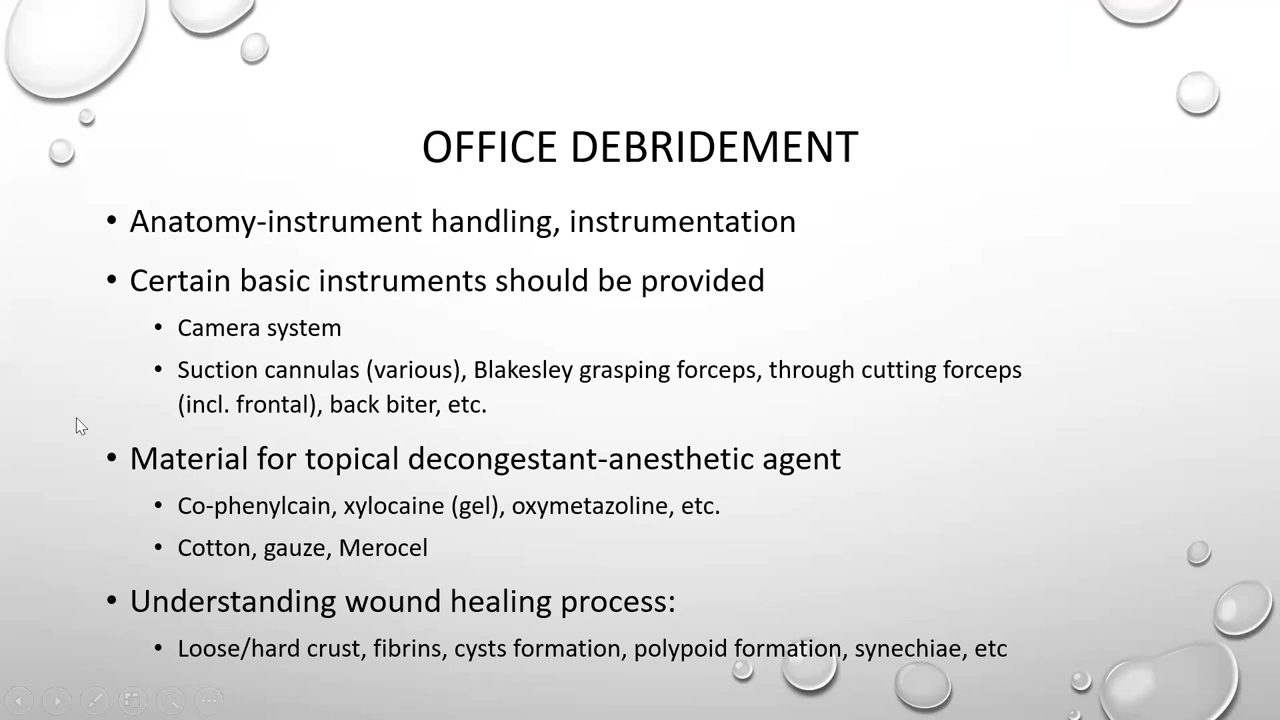 OFFICE DEBRIDEMENT
• Anatomy-instrument handling, instrumentation
• Certain basic instruments should be provided
• Camera system
• Suction cannulas (various), Blakesley grasping forceps, through cutting forceps
(incl. frontal), back biter, etc.
• Material for topical decongestant-anesthetic agent
• Co-phenylcain, xylocaine (gel), oxymetazoline, etc.
• Cotton, gauze, Merocel
• Understanding wound healing process:
• Loose/hard crust, fibrins, cysts formation, polypoid formation, synechiae, etc